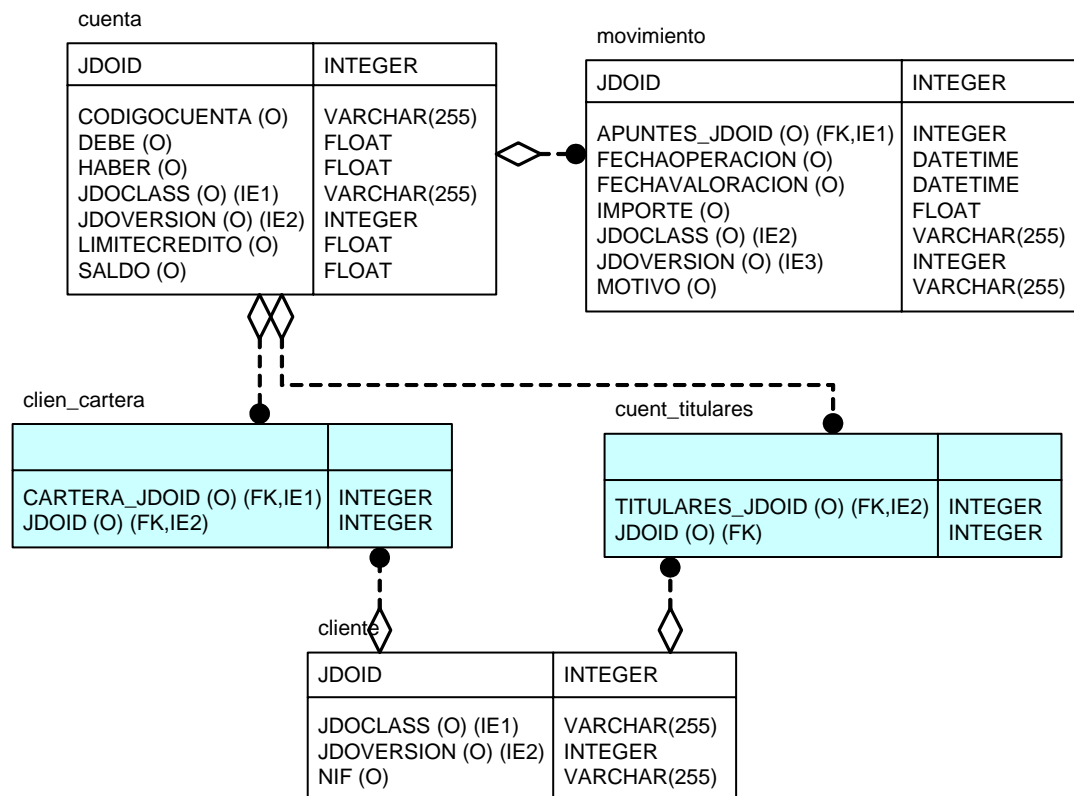 cuenta
JDOID INTEGER
CODIGOCUENTA (O) VARCHAR(255)
DEBE (O) FLOAT
HABER (O) FLOAT
JDOCLASS (O) (IE1) VARCHAR(255)
JDOVERSION (O) (IE2) INTEGER
LIMITECREDITO (O) FLOAT
SALDO (O) FLOAT
movimiento
JDOID INTEGER
APUNTES_JDOID (O) (FK,IE1) INTEGER
FECHAOPERACION (O) DATETIME
FECHAVALORACION (O) DATETIME
IMPORTE (O) FLOAT
JDOCLASS (O) (IE2) VARCHAR(255)
JDOVERSION (O) (IE3) INTEGER
MOTIVO (O) VARCHAR(255)
clien_cartera
CARTERA_JDOID (O) (FK,IE1) INTEGER
JDOID (O) (FK,IE2) INTEGER
cuent_titulares
TITULARES_JDOID (O) (FK,IE2) INTEGER
JDOID (O) (FK) INTEGER
cliente
JDOID INTEGER
JDOCLASS (O) (IE1) VARCHAR(255)
JDOVERSION (O) (IE2) INTEGER
NIF (O) VARCHAR(255)